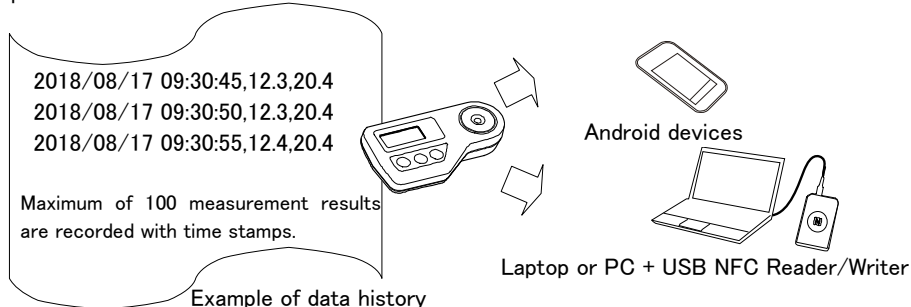 2018/08/17 09:30:45,12.3,20.4
2018/08/17 09:30:50,12.3,20.4
2018/08/17 09:30:55,12.4,20.4
Maximum of 100 measurement results
are recorded with time stamps.
Example of data history
Android devices
Laptop or PC + USB NFC Reader/Writer